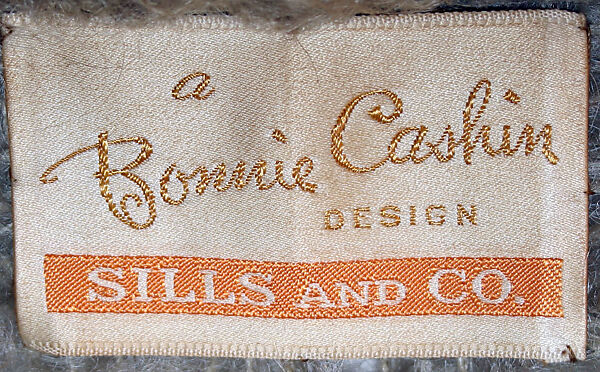 a
Bonnie Cashin
DESIGN
SILLS AND CO.